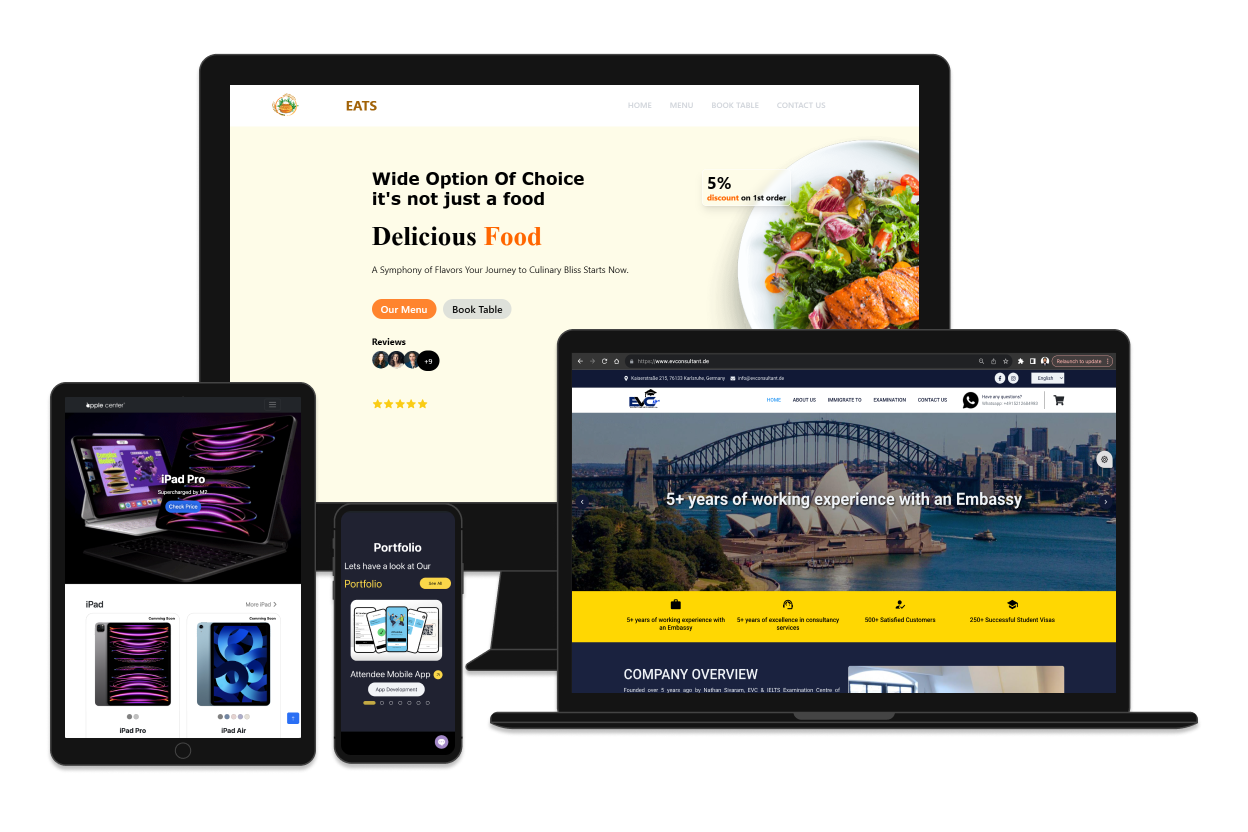 EATS
HOME MENU BOOK TABLE CONTACT US
Wide Option Of Choice
it's not just a food
Delicious Food
A Symphony of Flavors Your Journey to Culinary Bliss Starts Now.
Our Menu Book Table
Reviews
+9
5%
discount on 1st order
https://www.evconsultant.de
Relaunch to update
Kaiserstraße 215, 76133 Karlsruhe, Germany info@evconsultant.de
English
EVC
HOME ABOUT US IMMIGRATE TO EXAMINATION CONTACT US
Have any questions?
5+ years of working experience with an Embassy
5+ years of working experience with
an Embassy
5+ years of excellence in consultancy
services
500+ Satisfied Customers
250+ Successful Student Visas
COMPANY OVERVIEW
Founded over 5 years ago by Nathan Sivaram, EVC & IELTS Examination Centre of
apple center
iPad Pro
Supercharged by M2
Check Price
iPad
More iPad
Comming Soon
Comming Soon
iPad Pro
iPad Air
Portfolio
Lets have a look at Our
Portfolio
See All
Attendee Mobile App
App Development